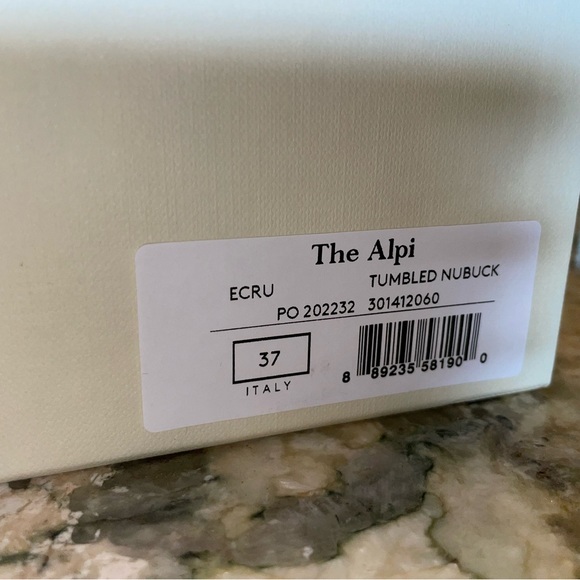 The Alpi
ECRU TUMBLED NUBUCK
PO 202232 301412060
37
ITALY
8 89235 58190 0